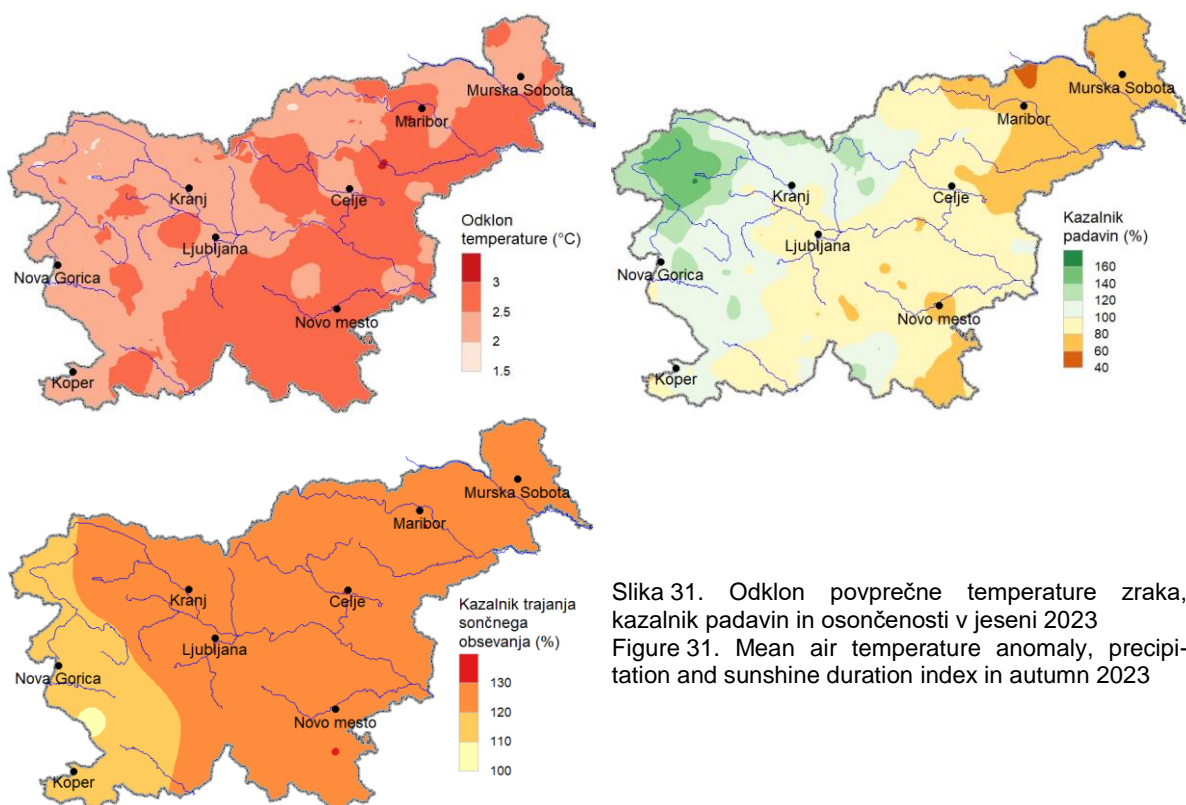 Murska Sobota
Maribor
Kranj
Celje
Ljubljana
Nova Gorica
Novo mesto
Koper
Odklon
temperature (°C)
3
2.5
2
1.5
Murska Sobota
Maribor
Kranj
Celje
Ljubljana
Nova Gorica
Novo mesto
Koper
Kazalnik
padavin (%)
160
140
120
100
80
60
40
Murska Sobota
Maribor
Kranj
Celje
Ljubljana
Nova Gorica
Novo mesto
Koper
Kazalnik trajanja
sončnega
obsevanja (%)
130
120
110
100
Slika 31. Odklon povprečne temperature zraka,
kazalnik padavin in osončenosti v jeseni 2023
Figure 31. Mean air temperature anomaly, precipi-
tation and sunshine duration index in autumn 2023